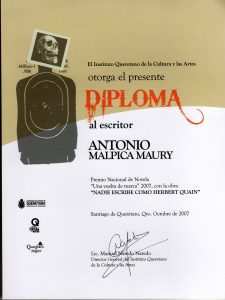 El Instituto Queretano de la Cultura y las Artes
otorga el presente
DIPLOMA
al escritor
ANTONIO
MALPICA MAURY
Premio Nacional de Novela
"Una vuelta de tuerca" 2007, con la obra
"NADIE ESCRIBE COMO HERBERT QUAIN"
Santiago de Querétaro, Qro. Octubre de 2007
Lic. Manuel Naredo Naredo
Director General del Instituto Queretano
de la Cultura y las Artes
QUERÉTARO